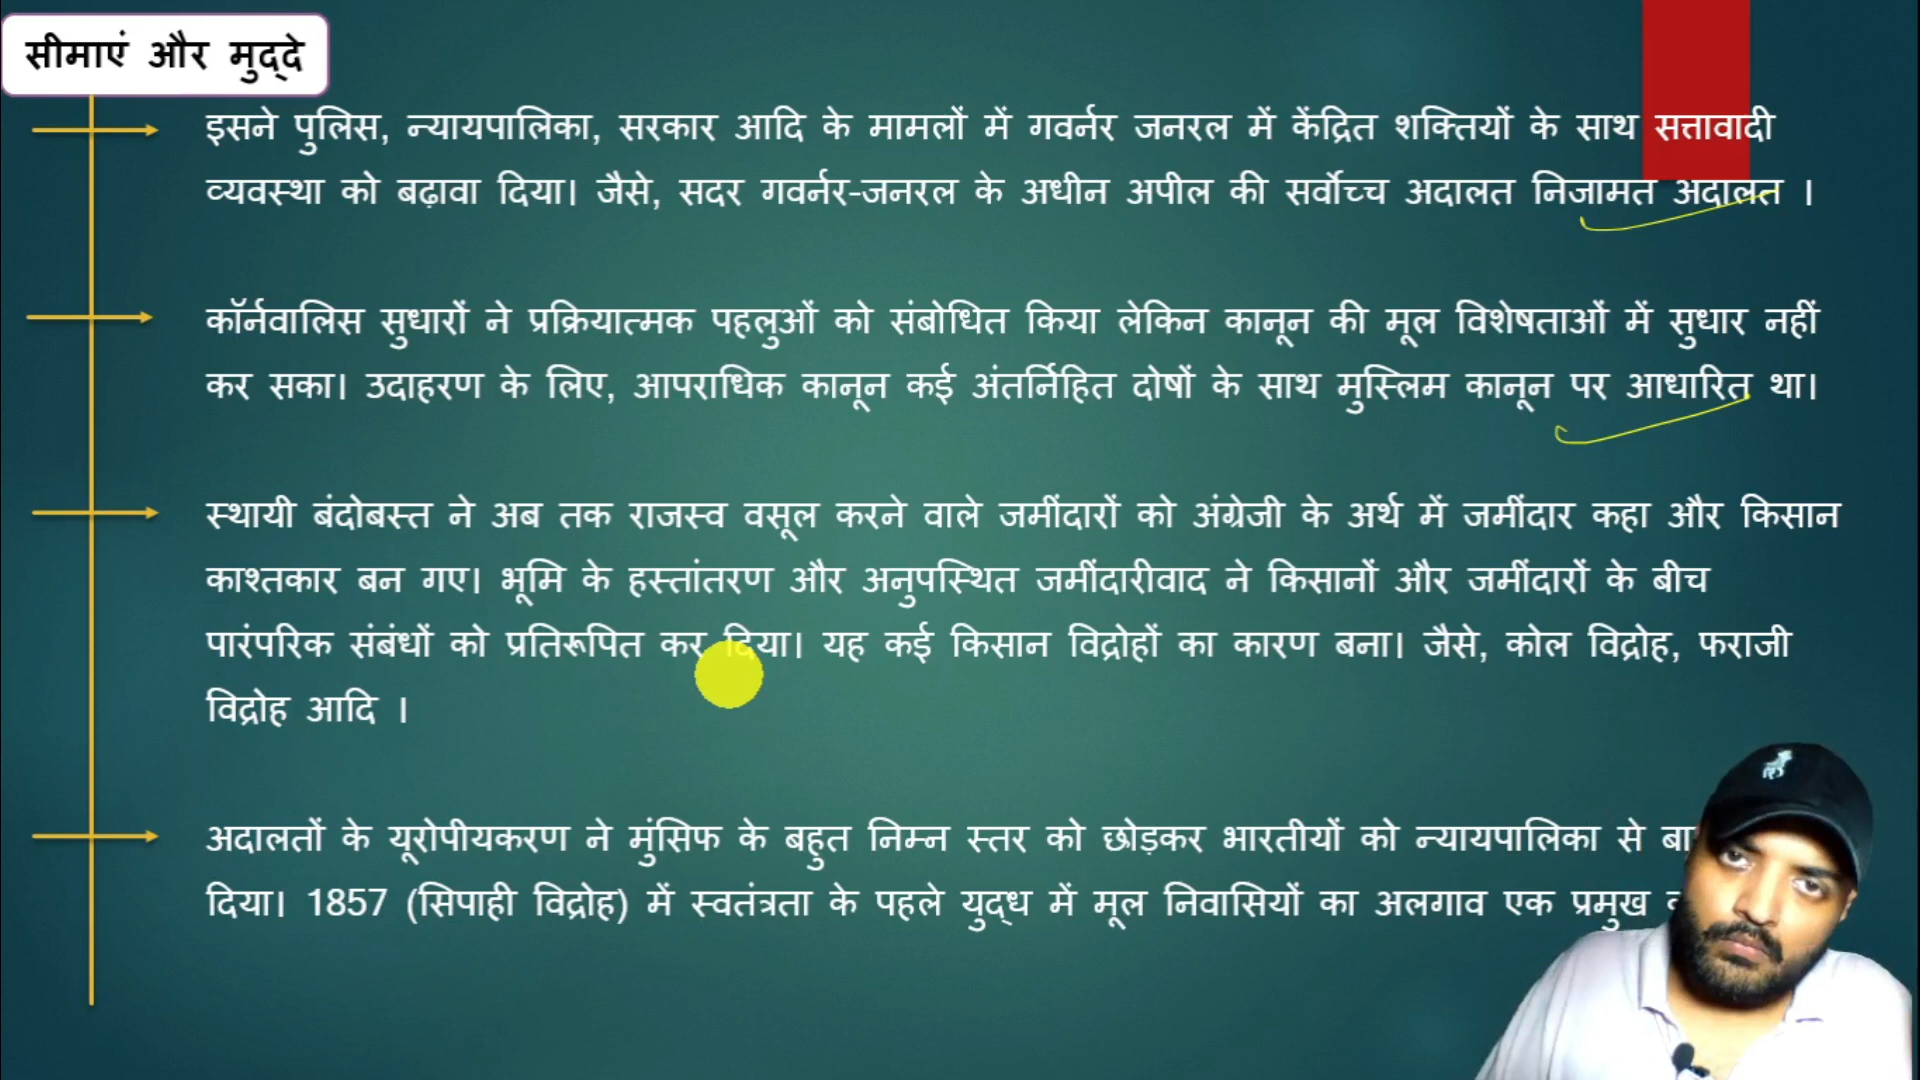 सीमाएं और मुद्दे
इसने पुलिस, न्यायपालिका, सरकार आदि के मामलों में गवर्नर जनरल में केंद्रित शक्तियों के साथ सत्तावादी
व्यवस्था को बढ़ावा दिया। जैसे, सदर गवर्नर-जनरल के अधीन अपील की सर्वोच्च अदालत निजामत अदालत ।
कॉर्नवालिस सुधारों ने प्रक्रियात्मक पहलुओं को संबोधित किया लेकिन कानून की मूल विशेषताओं में सुधार नहीं
कर सका। उदाहरण के लिए, आपराधिक कानून कई अंतर्निहित दोषों के साथ मुस्लिम कानून पर आधारित था।
स्थायी बंदोबस्त ने अब तक राजस्व वसूल करने वाले जमींदारों को अंग्रेजी के अर्थ में जमींदार कहा और किसान
काश्तकार बन गए। भूमि के हस्तांतरण और अनुपस्थित जमींदारीवाद ने किसानों और जमींदारों के बीच
पारंपरिक संबंधों को प्रतिरूपित कर दिया। यह कई किसान विद्रोहों का कारण बना। जैसे, कोल विद्रोह, फराजी
विद्रोह आदि ।
अदालतों के यूरोपीयकरण ने मुंसिफ के बहुत निम्न स्तर को छोड़कर भारतीयों को न्यायपालिका से
दिया। 1857 (सिपाही विद्रोह) में स्वतंत्रता के पहले युद्ध में मूल निवासियों का अलगाव एक प्रमुख